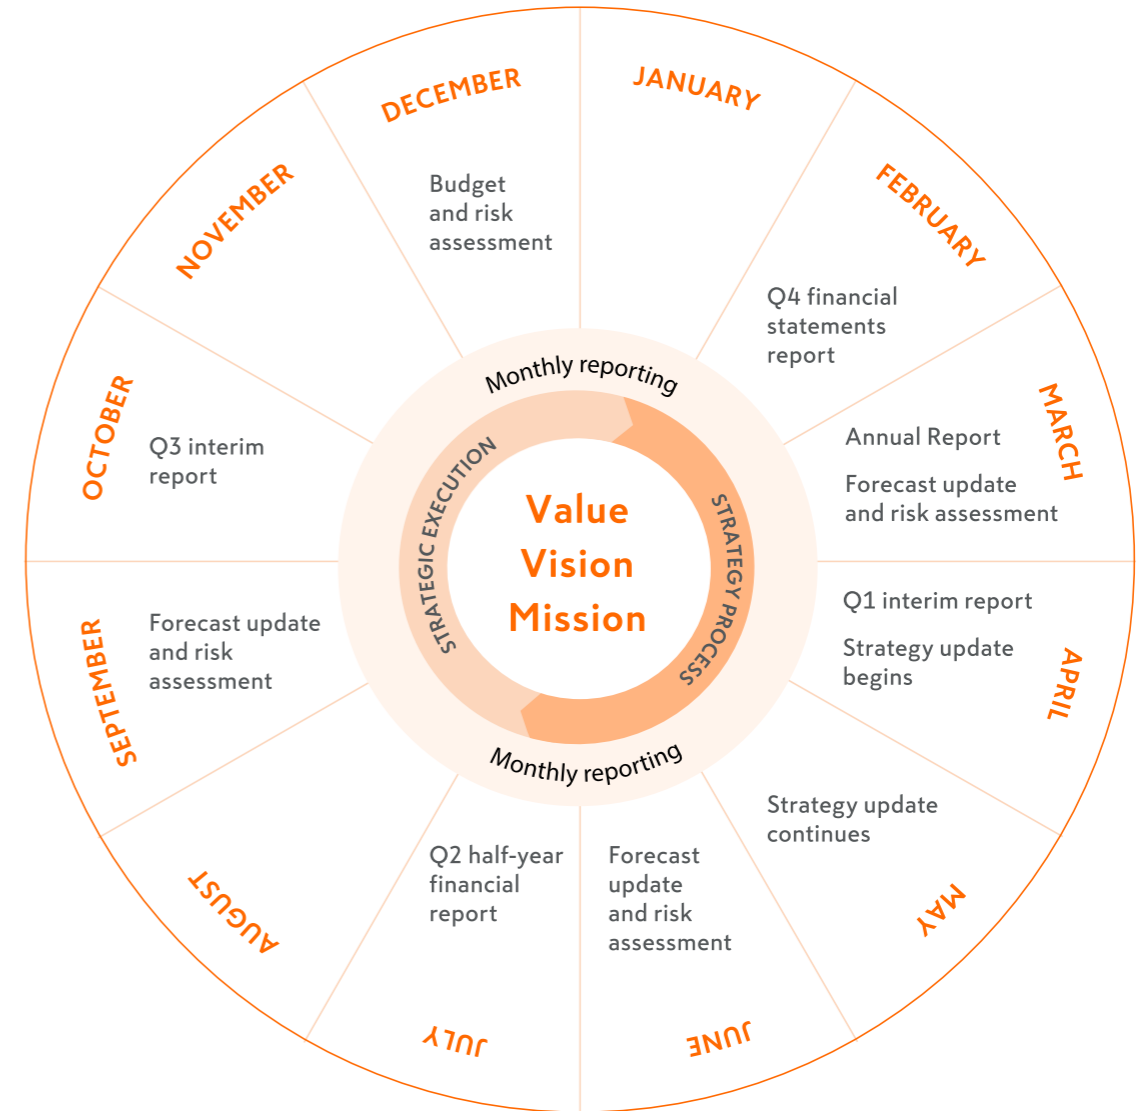 JANUARY
FEBRUARY
Q4 financial
statements
report
MARCH
Annual Report
Forecast update
and risk assessment
APRIL
Q1 interim report
Strategy update
begins
MAY
Strategy update
continues
JUNE
Forecast
update
and risk
assessment
JULY
Q2 half-year
financial
report
AUGUST
SEPTEMBER
Forecast update
and risk
assessment
OCTOBER
Q3 interim
report
NOVEMBER
DECEMBER
Budget
and risk
assessment
Monthly reporting
STRATEGIC EXECUTION
STRATEGY PROCESS
Value
Vision
Mission
Monthly reporting